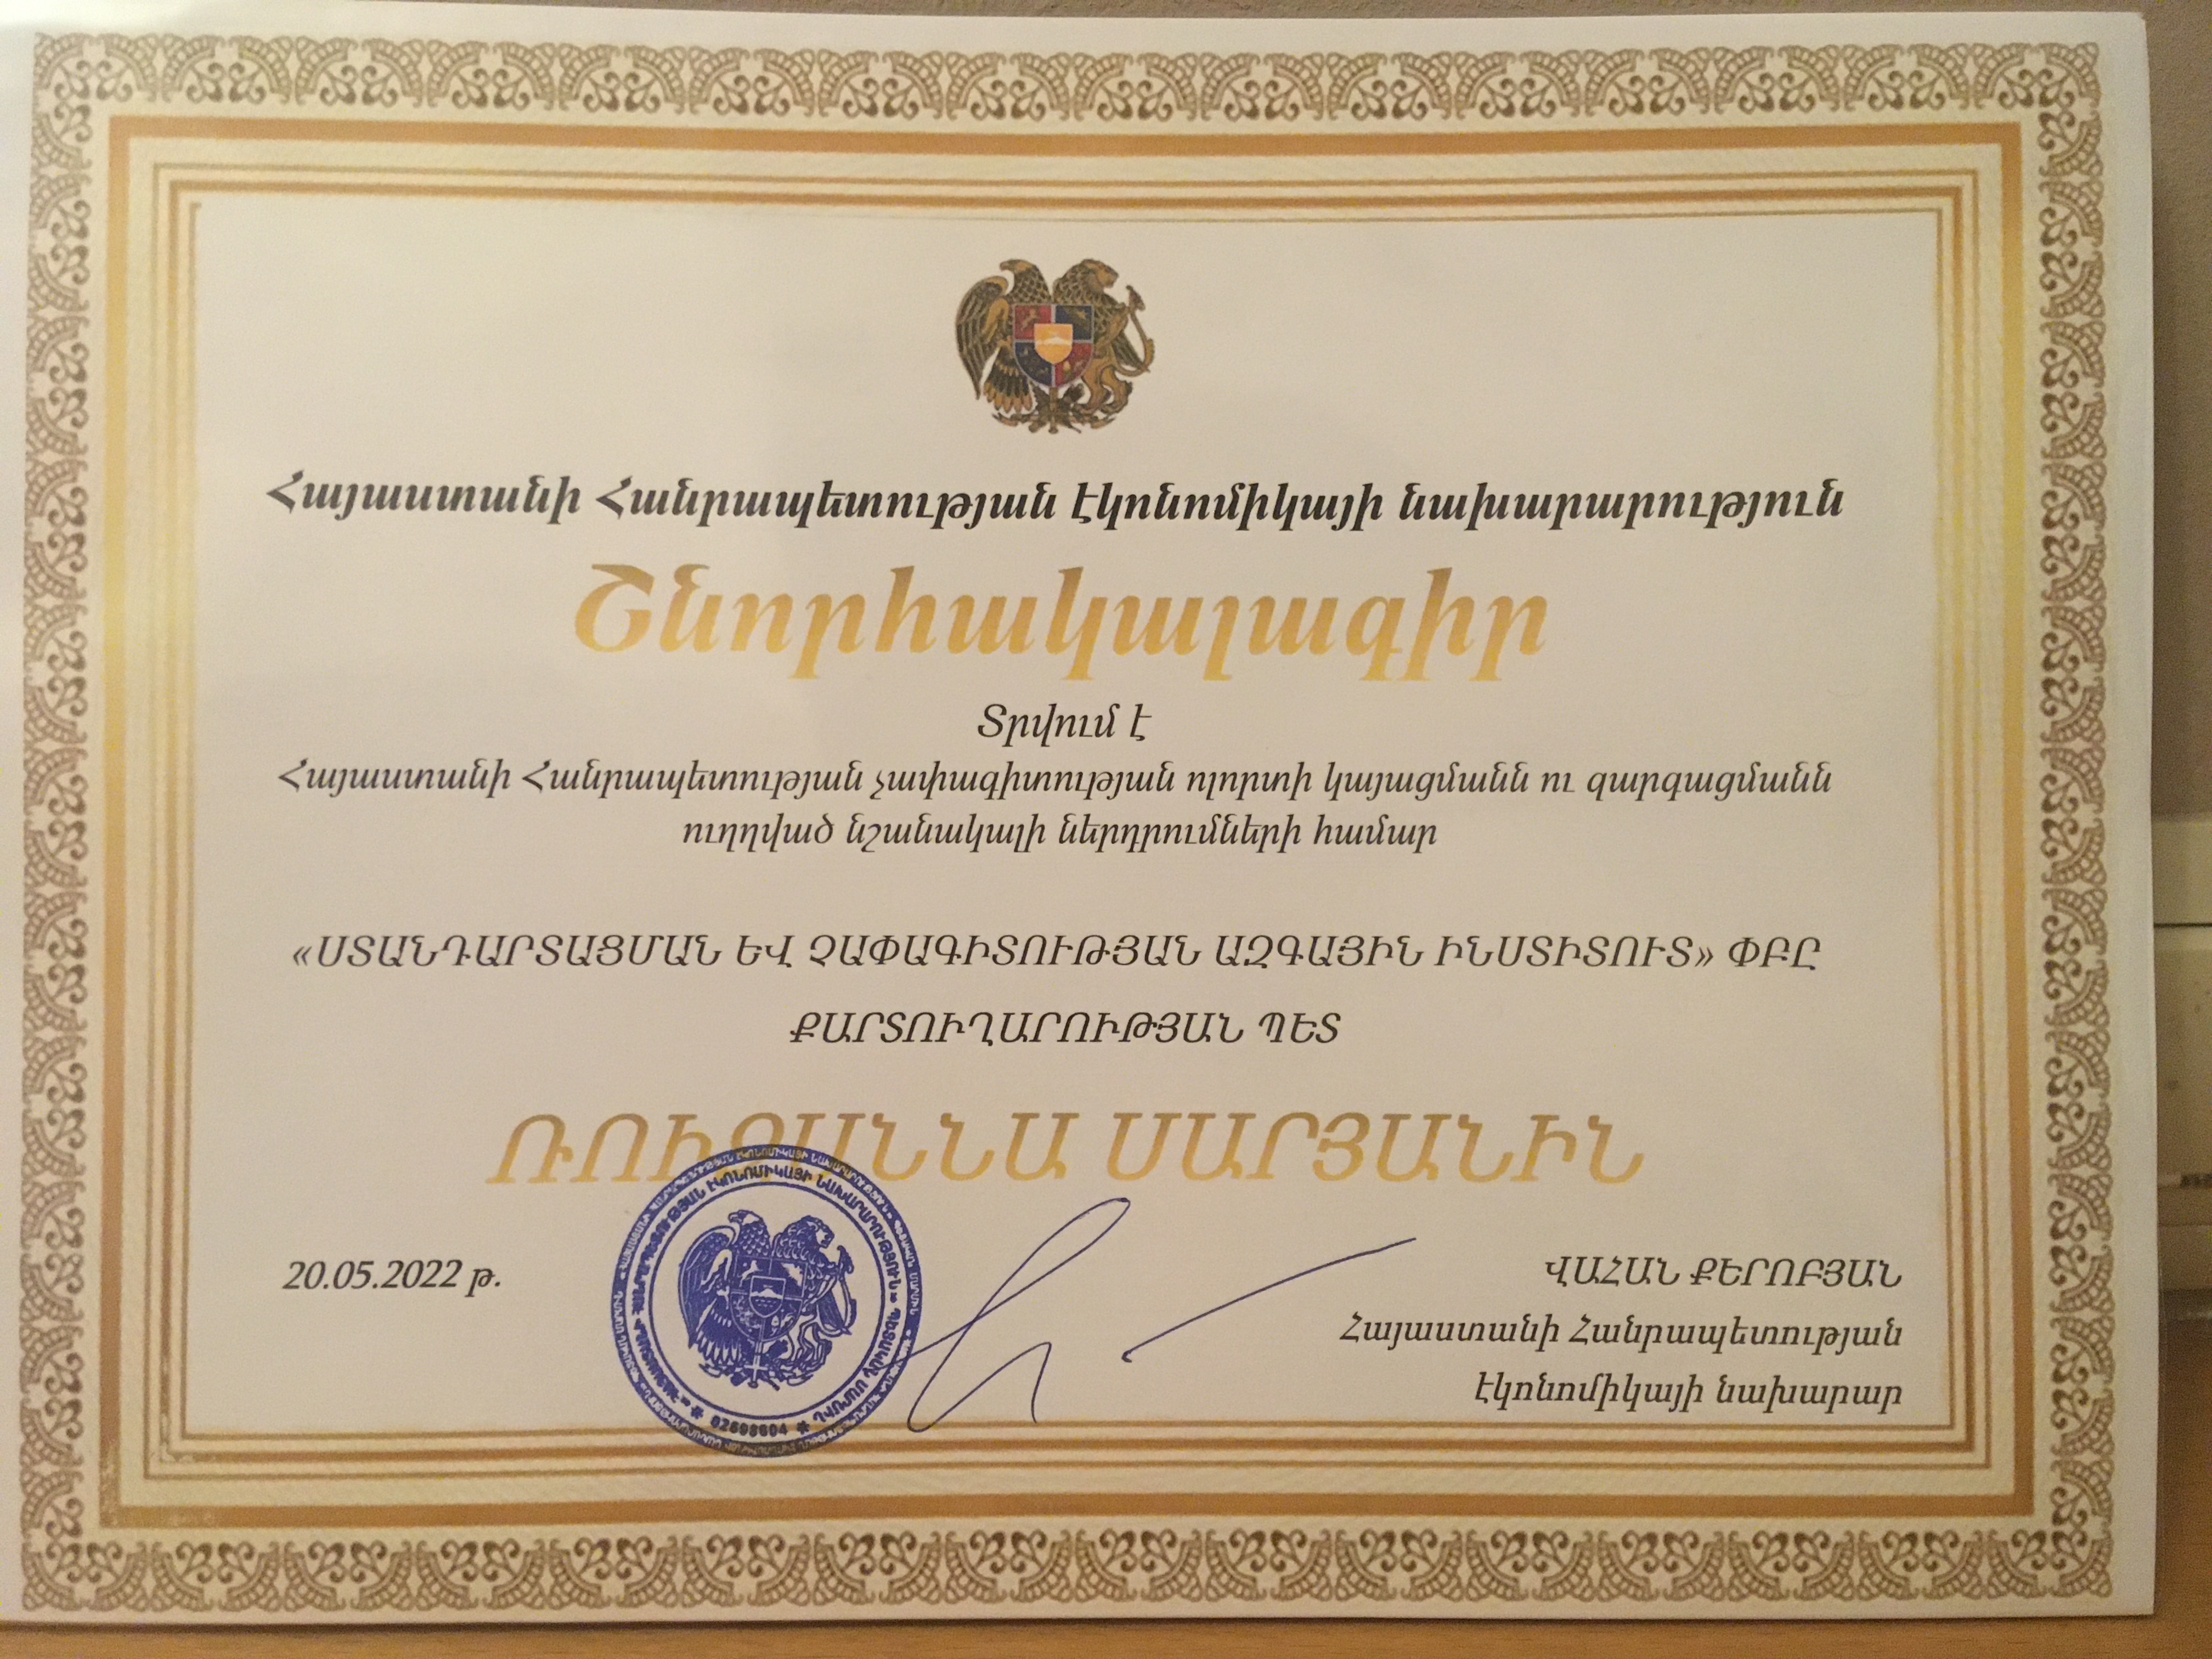 Հայաստանի Հանրապետության էկոնոմիկայի նախարարություն
Շնորհակալագիր
Տրվում է
Հայաստանի Հանրապետության չափագիտության ոլորտի կայացմանն ու զարգացմանն
ուղղված նշանակալի ներդրումների համար
«ՍՏԱՆԴԱՐՏԱՑՄԱՆ ԵՎ ՉԱՓԱԳԻՏՈՒԹՅԱՆ ԱԶԳԱՅԻՆ ԻՆՍՏԻՏՈՒՏ» ՓԲԸ
ՔԱՐՏՈՒՂԱՐՈՒԹՅԱՆ ՊԵՏ
ՌՈՒԶԱՆՆԱ ՍԱՐՅԱՆԻՆ
20.05.2022 թ.
ՎԱՀԱՆ ՔԵՐՈԲՅԱՆ
Հայաստանի Հանրապետության
էկոնոմիկայի նախարար